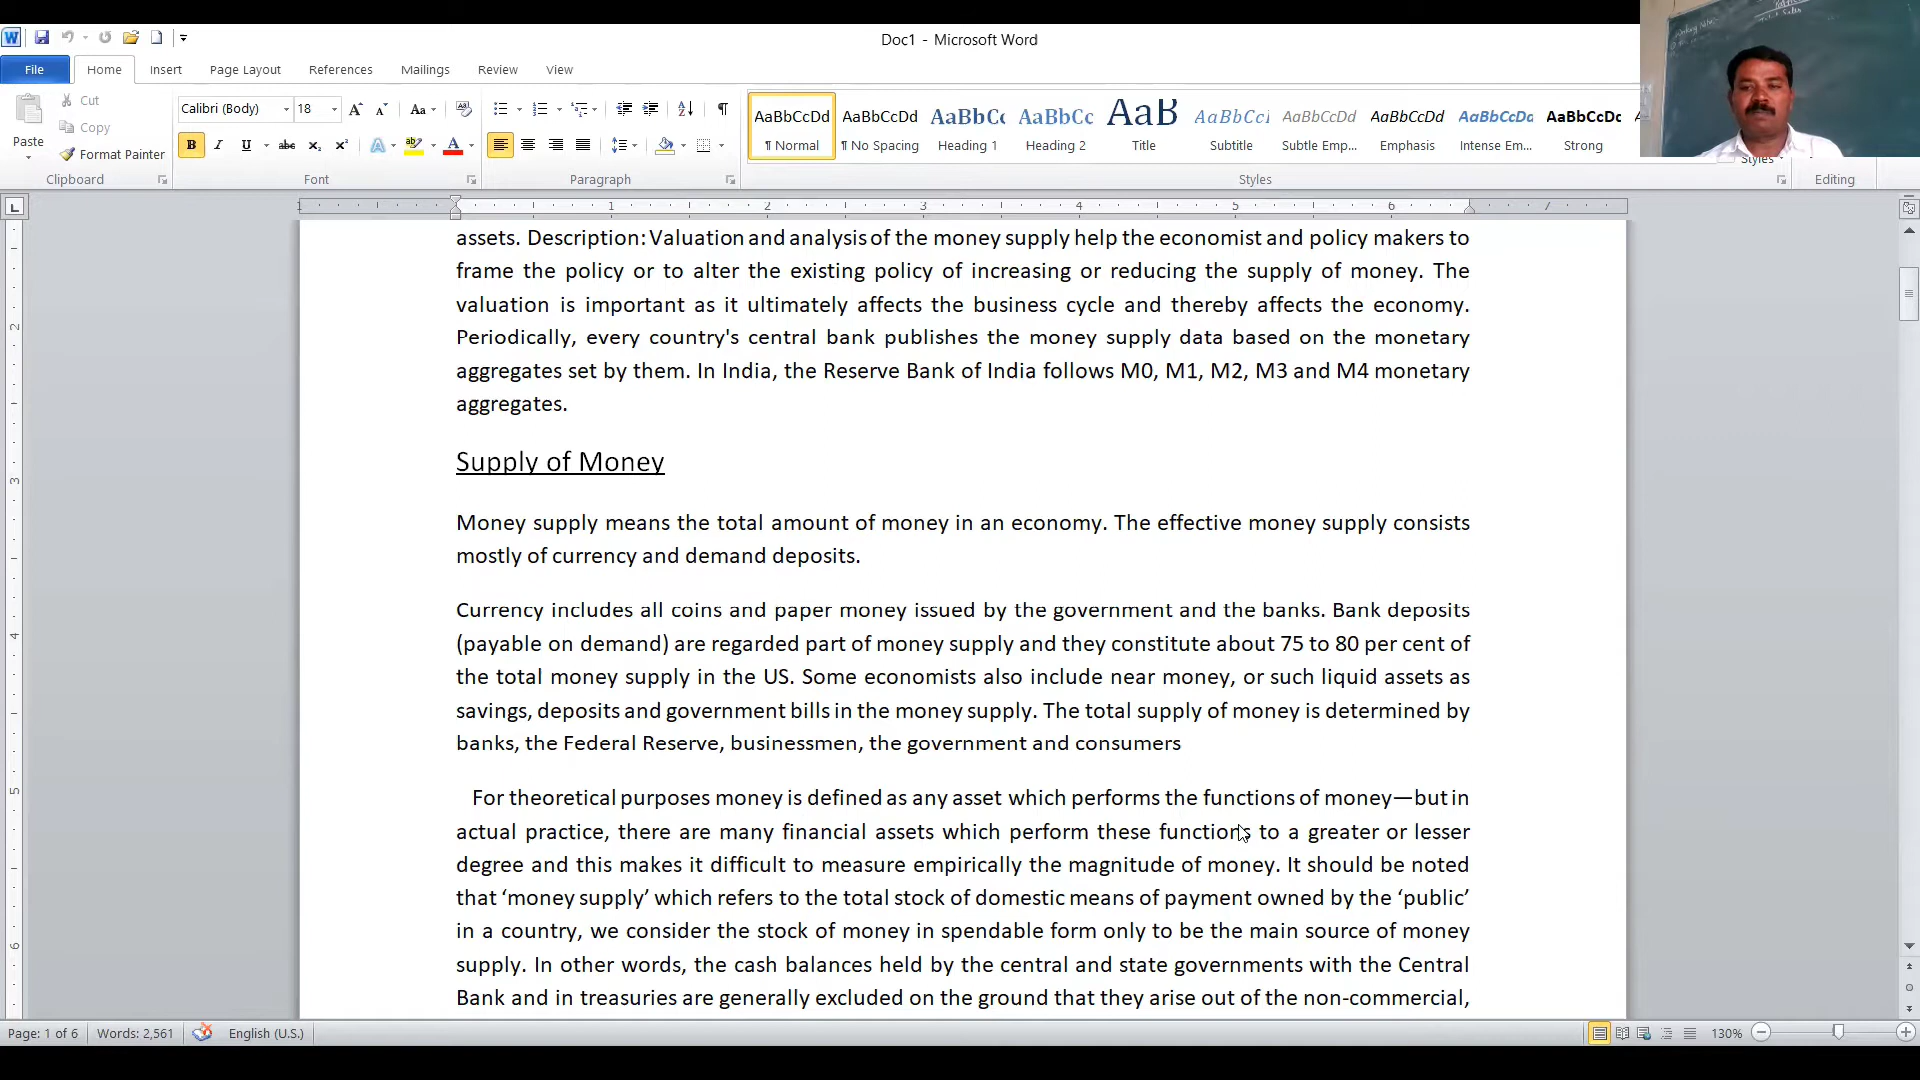 Doc1 - Microsoft Word
File Home Insert Page Layout References Mailings Review View
Cut
Copy
Paste
Format Painter
Clipboard
Calibri (Body) 18
Font
Paragraph
AaBbCcDd AaBbCcDd AaBbCc AaBbCc AaB AaBbCcI AaBbCcDd AaBbCcDd AaBbCcDd AaBbCcDc
¶ Normal ¶ No Spacing Heading 1 Heading 2 Title Subtitle Subtle Emp... Emphasis Intense Em... Strong
Styles
Styles
Editing
1 1 2 3 4 5 6 7
assets. Description: Valuation and analysis of the money supply help the economist and policy makers to
frame the policy or to alter the existing policy of increasing or reducing the supply of money. The
valuation is important as it ultimately affects the business cycle and thereby affects the economy.
Periodically, every country's central bank publishes the money supply data based on the monetary
aggregates set by them. In India, the Reserve Bank of India follows M0, M1, M2, M3 and M4 monetary
aggregates.
Supply of Money
Money supply means the total amount of money in an economy. The effective money supply consists
mostly of currency and demand deposits.
Currency includes all coins and paper money issued by the government and the banks. Bank deposits
(payable on demand) are regarded part of money supply and they constitute about 75 to 80 per cent of
the total money supply in the US. Some economists also include near money, or such liquid assets as
savings, deposits and government bills in the money supply. The total supply of money is determined by
banks, the Federal Reserve, businessmen, the government and consumers
For theoretical purposes money is defined as any asset which performs the functions of money—but in
actual practice, there are many financial assets which perform these functions to a greater or lesser
degree and this makes it difficult to measure empirically the magnitude of money. It should be noted
that ‘money supply’ which refers to the total stock of domestic means of payment owned by the ‘public’
in a country, we consider the stock of money in spendable form only to be the main source of money
supply. In other words, the cash balances held by the central and state governments with the Central
Bank and in treasuries are generally excluded on the ground that they arise out of the non-commercial,
Page: 1 of 6 Words: 2,561 English (U.S.) 130%